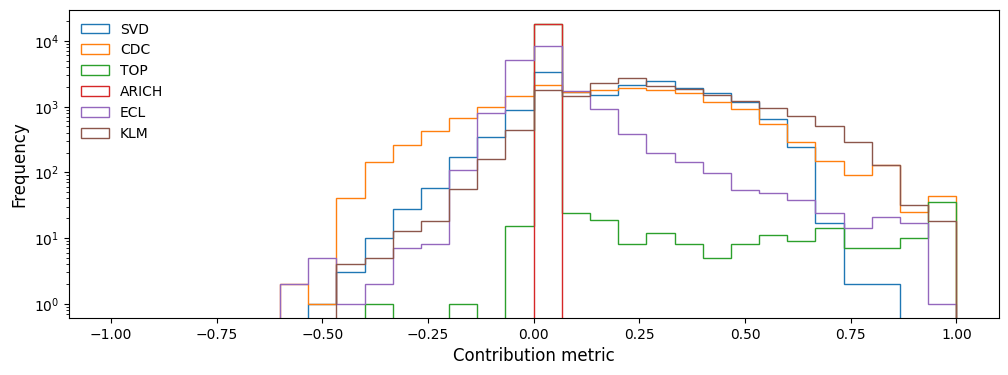 SVD
CDC
TOP
ARICH
ECL
KLM
Frequency
10⁴
10³
10²
10¹
10⁰
−1.00 −0.75 −0.50 −0.25 0.00 0.25 0.50 0.75 1.00
Contribution metric